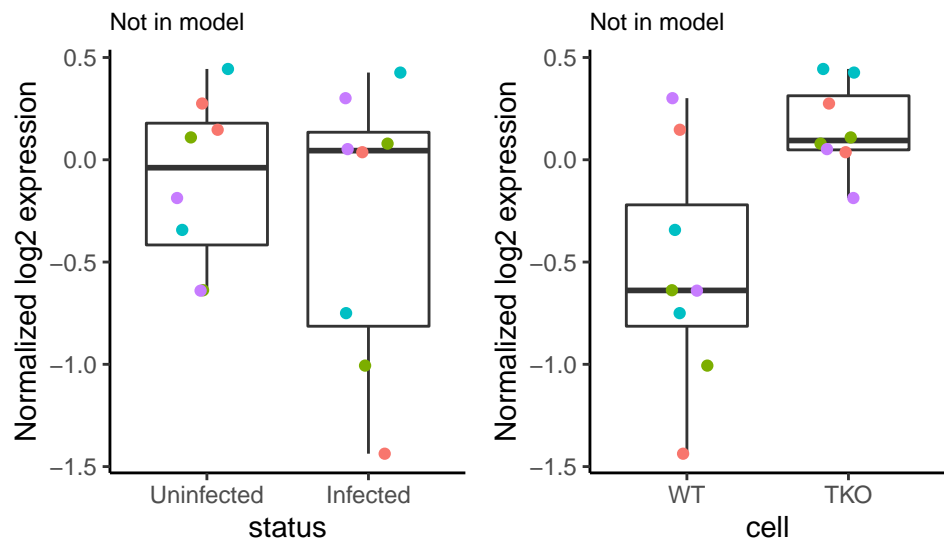 Not in model
Normalized log2 expression
0.5
0.0
−0.5
−1.0
−1.5
Uninfected
Infected
status
Not in model
Normalized log2 expression
0.5
0.0
−0.5
−1.0
−1.5
WT
TKO
cell